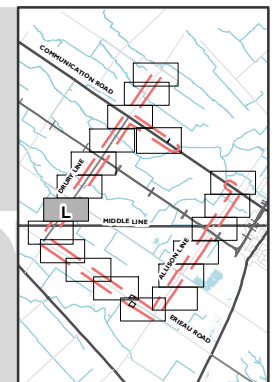 COMMUNICATION ROAD
DRURY LINE
L
MIDDLE LINE
ALLISON LINE
ERIEAU ROAD